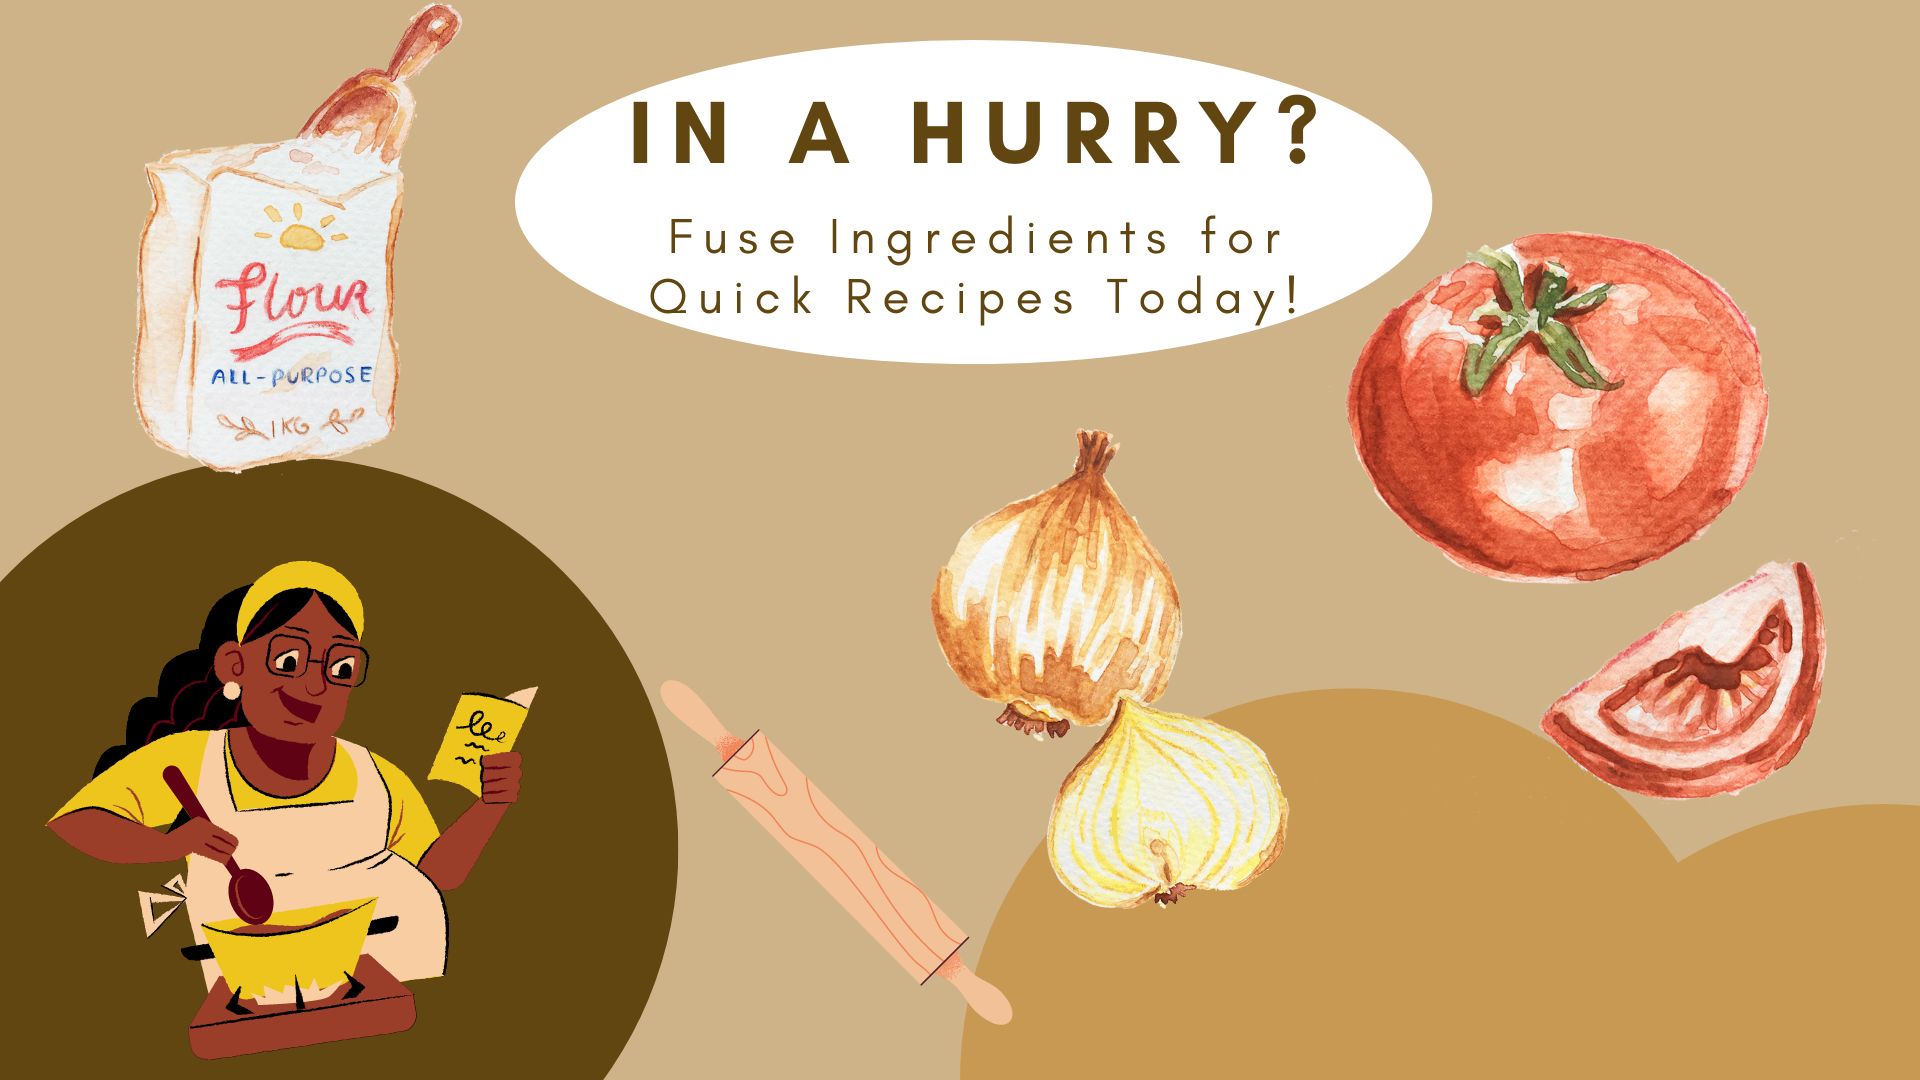 IN A HURRY?
Fuse Ingredients for
Quick Recipes Today!
Flour
ALL-PURPOSE
1KG